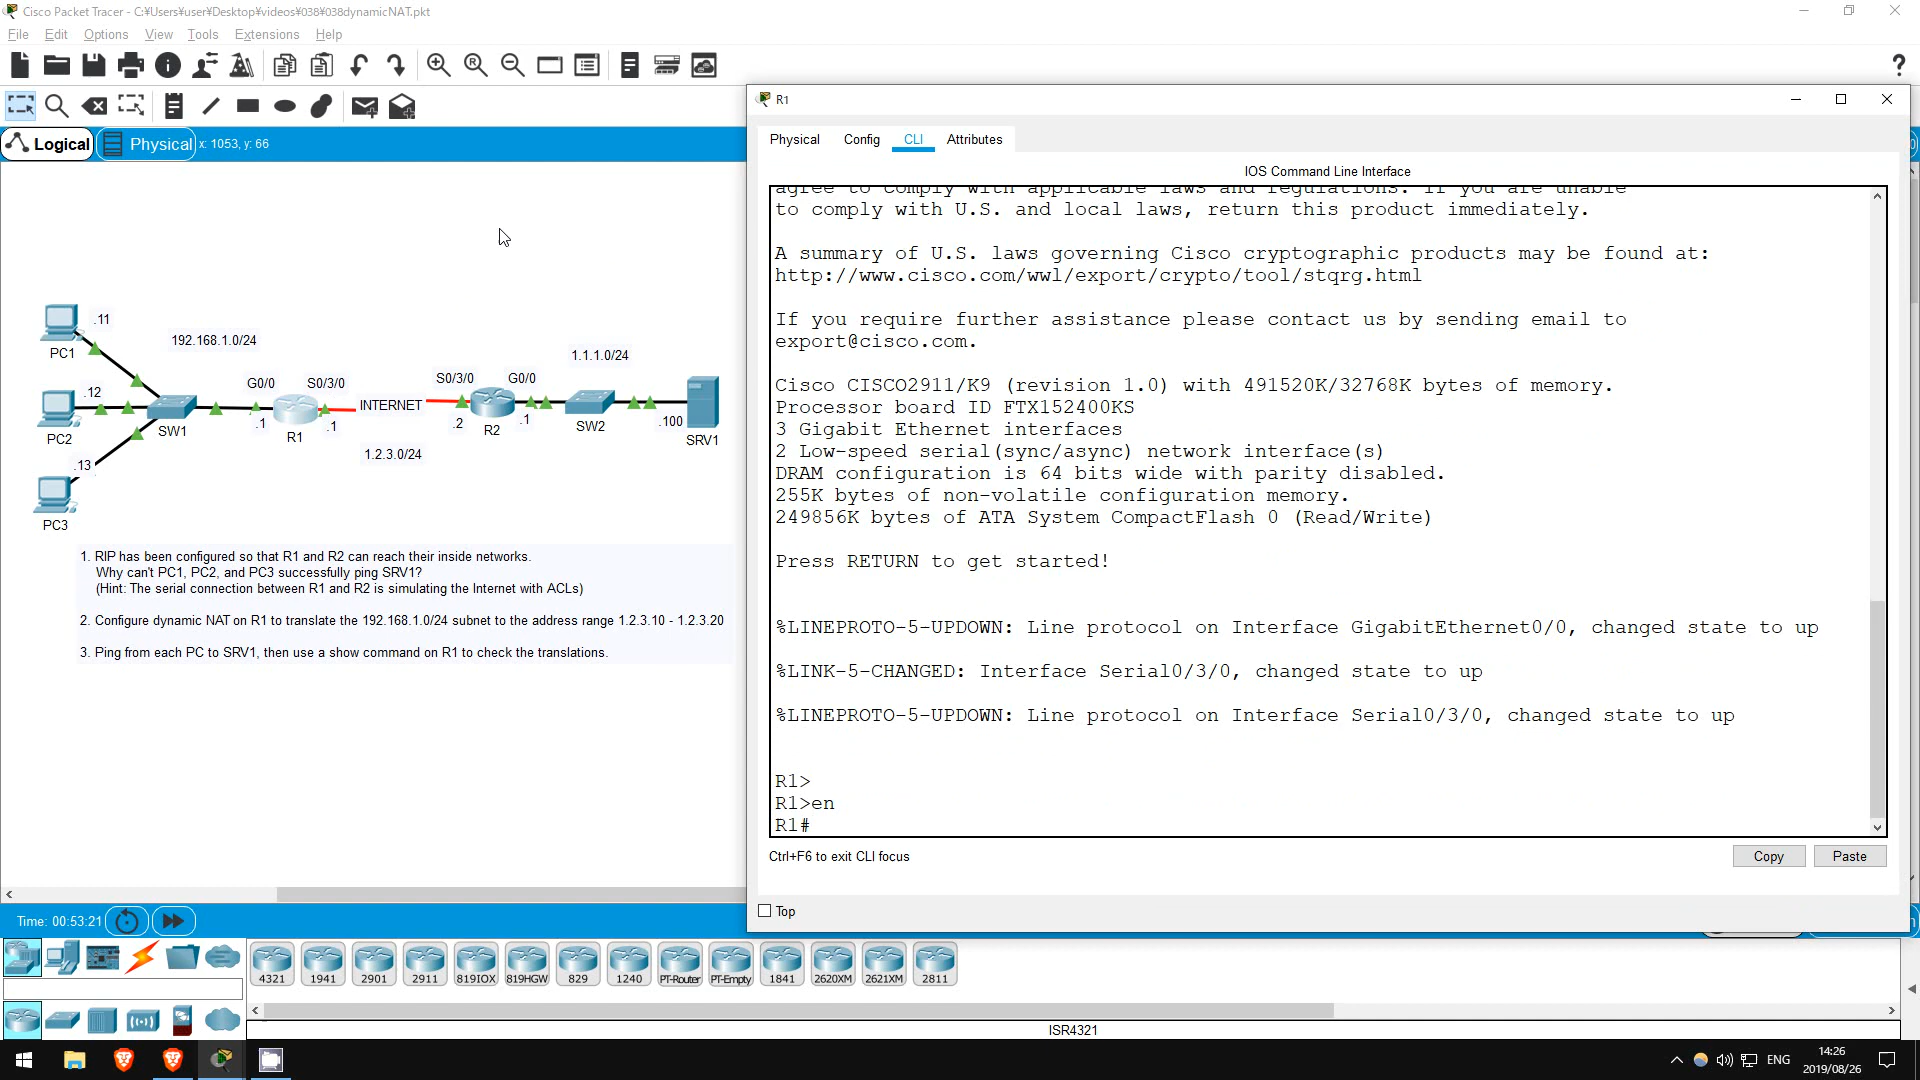 Cisco Packet Tracer - C:¥Users¥user¥Desktop¥videos¥038¥038dynamicNAT.pkt
File Edit Options View Tools Extensions Help
Logical Physical x: 1053, y: 66
PC1
.11
192.168.1.0/24
1.1.1.0/24
.12
G0/0 S0/3/0
S0/3/0 G0/0
INTERNET
PC2
SW1
.1
R1
.1
.2
R2
.1
SW2
.100
SRV1
1.2.3.0/24
.13
PC3
1. RIP has been configured so that R1 and R2 can reach their inside networks.
Why can't PC1, PC2, and PC3 successfully ping SRV1?
(Hint: The serial connection between R1 and R2 is simulating the Internet with ACLs)
2. Configure dynamic NAT on R1 to translate the 192.168.1.0/24 subnet to the address range 1.2.3.10 - 1.2.3.20
3. Ping from each PC to SRV1, then use a show command on R1 to check the translations.
R1
Physical Config CLI Attributes
IOS Command Line Interface
agree to comply with applicable laws and regulations. If you are unable
to comply with U.S. and local laws, return this product immediately.
A summary of U.S. laws governing Cisco cryptographic products may be found at:
http://www.cisco.com/wwl/export/crypto/tool/stqrg.html
If you require further assistance please contact us by sending email to
export@cisco.com.
Cisco CISCO2911/K9 (revision 1.0) with 491520K/32768K bytes of memory.
Processor board ID FTX152400KS
3 Gigabit Ethernet interfaces
2 Low-speed serial(sync/async) network interface(s)
DRAM configuration is 64 bits wide with parity disabled.
255K bytes of non-volatile configuration memory.
249856K bytes of ATA System CompactFlash 0 (Read/Write)
Press RETURN to get started!
%LINEPROTO-5-UPDOWN: Line protocol on Interface GigabitEthernet0/0, changed state to up
%LINK-5-CHANGED: Interface Serial0/3/0, changed state to up
%LINEPROTO-5-UPDOWN: Line protocol on Interface Serial0/3/0, changed state to up
R1>
R1>en
R1#
Ctrl+F6 to exit CLI focus
Copy Paste
Top
Time: 00:53:21
4321 1941 2901 2911 819IOX 819HGW 829 1240 PT-Router PT-Empty 1841 2620XM 2621XM 2811
ISR4321
ENG
14:26
2019/08/26